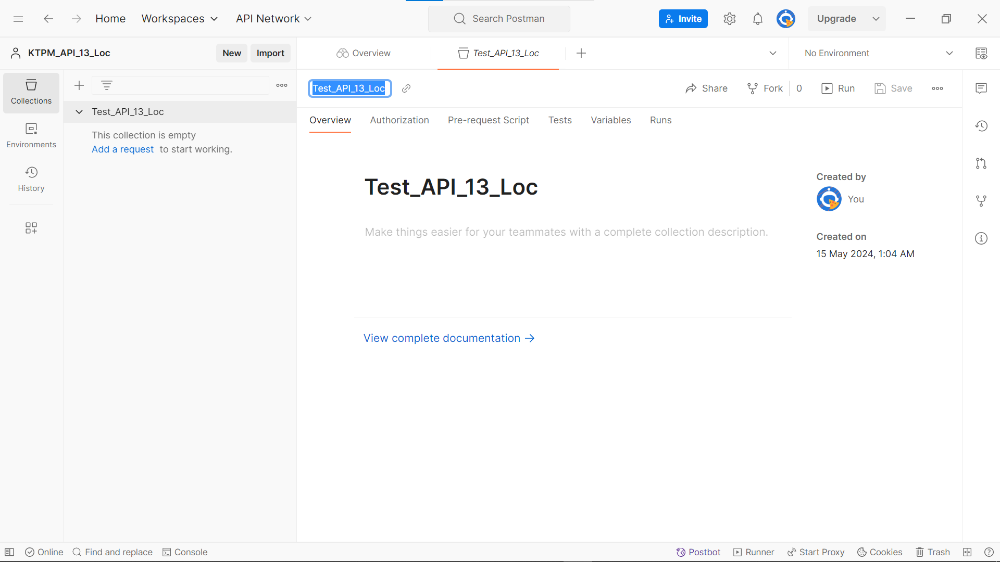 Home Workspaces API Network Search Postman Invite Upgrade
KTPM_API_13_Loc New Import Overview Test_API_13_Loc No Environment
Collections
Environments
History
Test_API_13_Loc
This collection is empty
Add a request to start working.
Test_API_13_Loc Share Fork 0 Run Save
Overview Authorization Pre-request Script Tests Variables Runs
Test_API_13_Loc
Make things easier for your teammates with a complete collection description.
View complete documentation →
Created by
You
Created on
15 May 2024, 1:04 AM
Online Find and replace Console Postbot Runner Start Proxy Cookies Trash